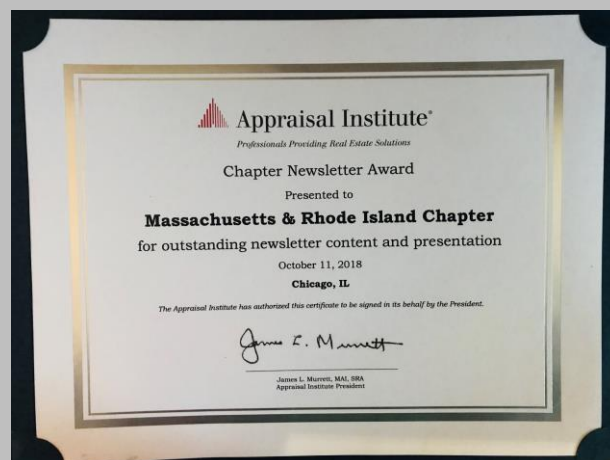 Appraisal Institute®
Professionals Providing Real Estate Solutions
Chapter Newsletter Award
Presented to
Massachusetts & Rhode Island Chapter
for outstanding newsletter content and presentation
October 11, 2018
Chicago, IL
The Appraisal Institute has authorized this certificate to be signed in its behalf by the President.
James L. Murrett
James L. Murrett, MAI, SRA
Appraisal Institute President